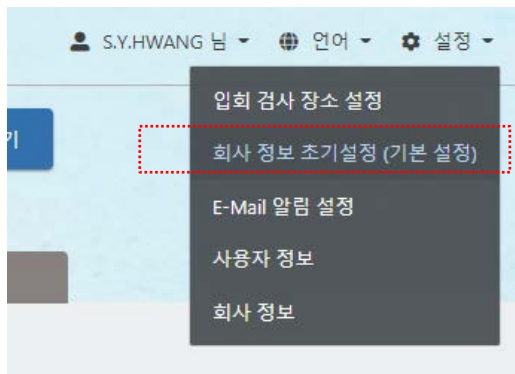 S.Y.HWANG 님 언어 설정
입회 검사 장소 설정
기
회사 정보 초기설정 (기본 설정)
E-Mail 알림 설정
사용자 정보
회사 정보